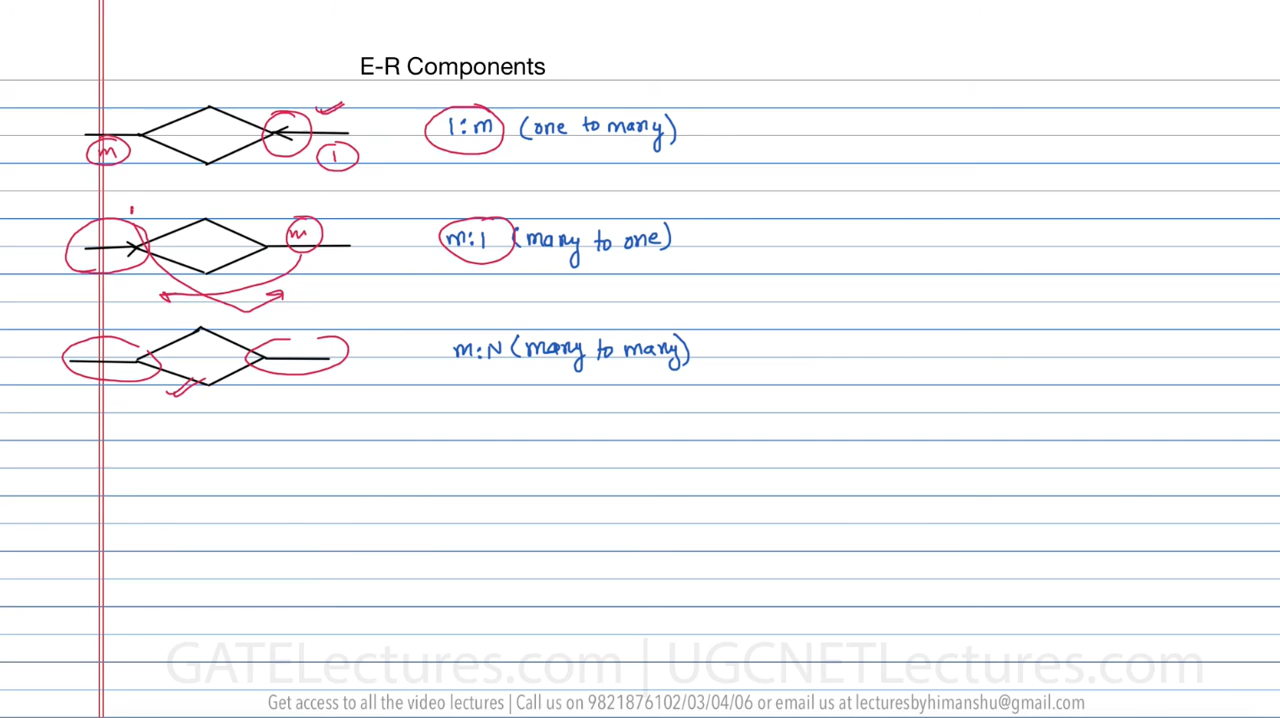 E-R Components
1:m (one to many)
m
1
1
m
m:1 (many to one)
m:N (many to many)
GATELectures.com | UGCNETLectures.com
Get access to all the video lectures | Call us on 9821876102/03/04/06 or email us at lecturesbyhimanshu@gmail.com